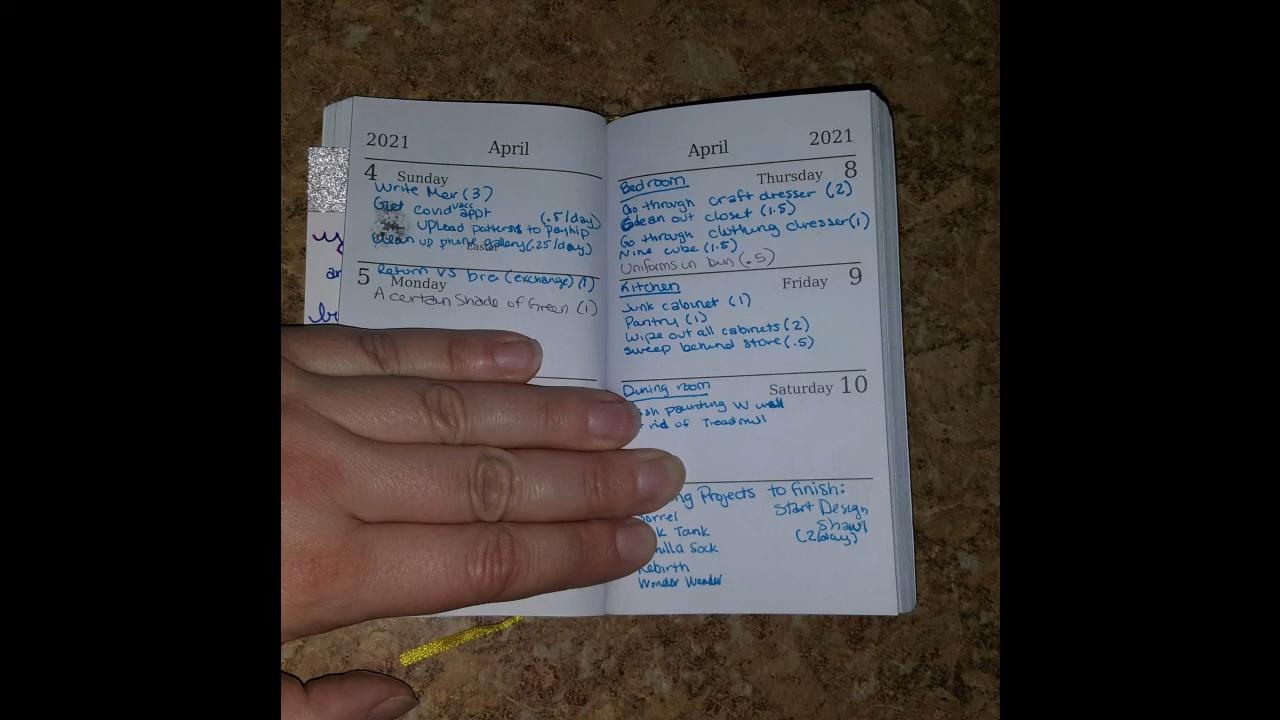 2021 April
4 Sunday
Write Mer (3)
Get covid vacc appt
(.5/day)
upload patterns to payhip
clean up phone gallery (.25/day)
Easter
Return VS bra (exchange) (1)
5 Monday
A certain Shade of Green (1)
April 2021
Bedroom Thursday 8
Go through craft dresser (2)
Clean out closet (1.5)
Go through clothing dresser (1)
Nine cube (1.5)
Uniforms in bus (.5)
Kitchen Friday 9
Junk cabinet (1)
Pantry (1)
Wipe out all cabinets (2)
Sweep behind stove (.5)
Dining room Saturday 10
painting W wall
rid of Treadmill
Projects to finish:
Start Design
Shawl
Tank
(2/day)
Sock
Rebirth
Wonder Wander